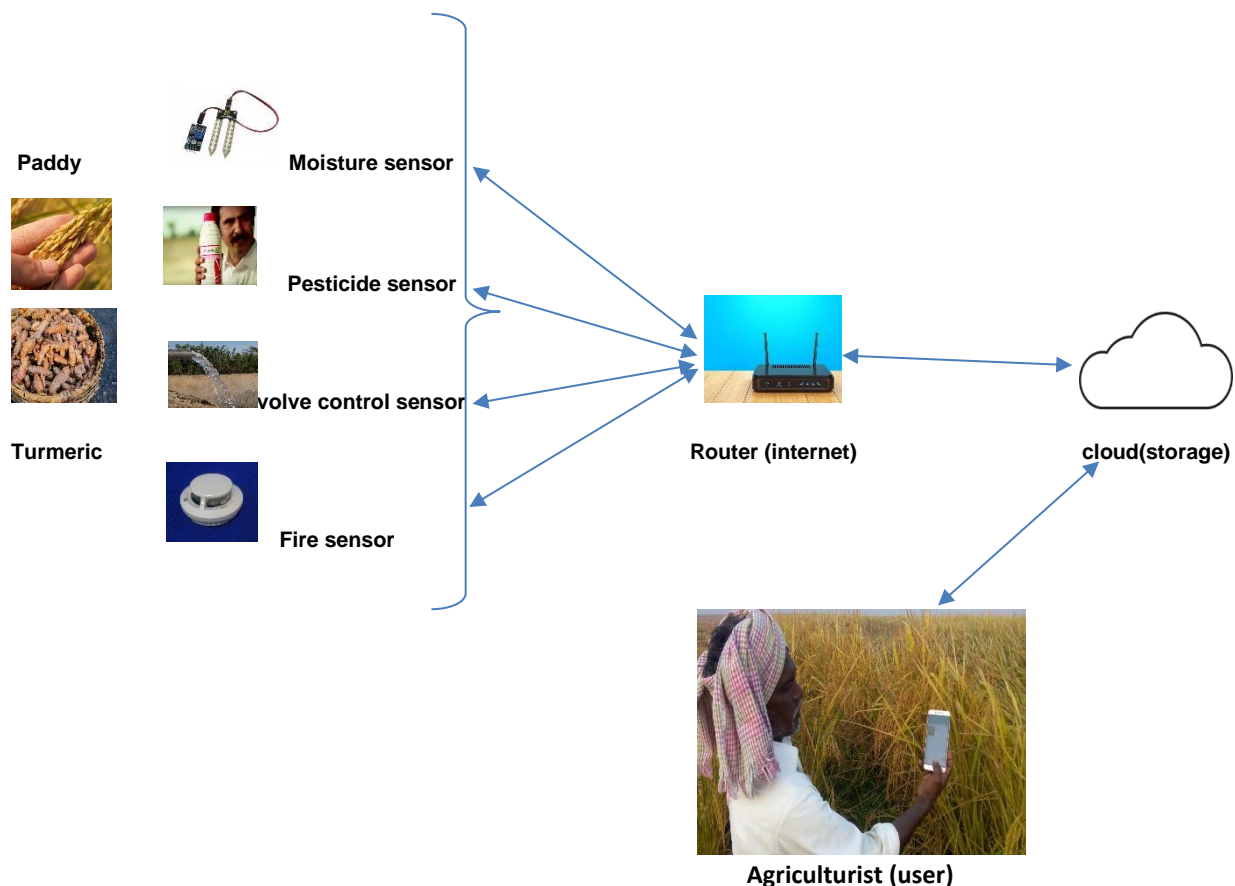 Paddy
Moisture sensor
Pesticide sensor
volve control sensor
Turmeric
Router (internet)
cloud(storage)
Fire sensor
Agriculturist (user)